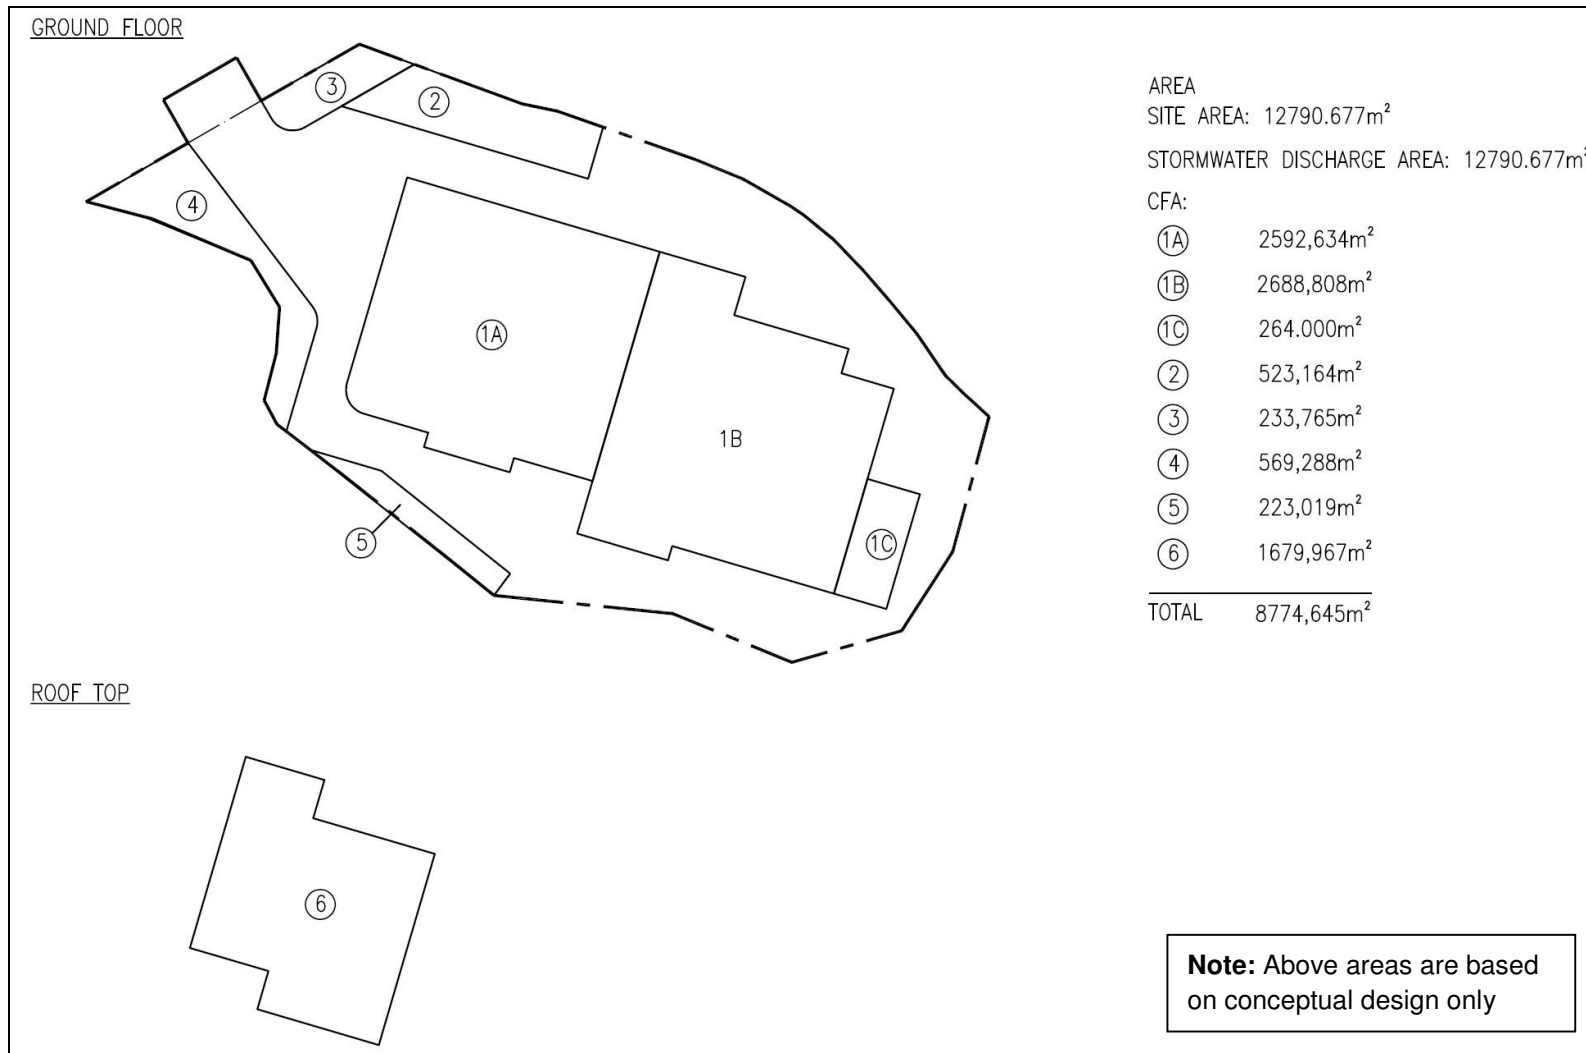 GROUND FLOOR
3
2
4
1A
1B
1C
5
AREA
SITE AREA: 12790.677m²
STORMWATER DISCHARGE AREA: 12790.677m²
CFA:
1A 2592,634m²
1B 2688,808m²
1C 264.000m²
2 523,164m²
3 233,765m²
4 569,288m²
5 223,019m²
6 1679,967m²
TOTAL 8774,645m²
ROOF TOP
6
Note: Above areas are based
on conceptual design only